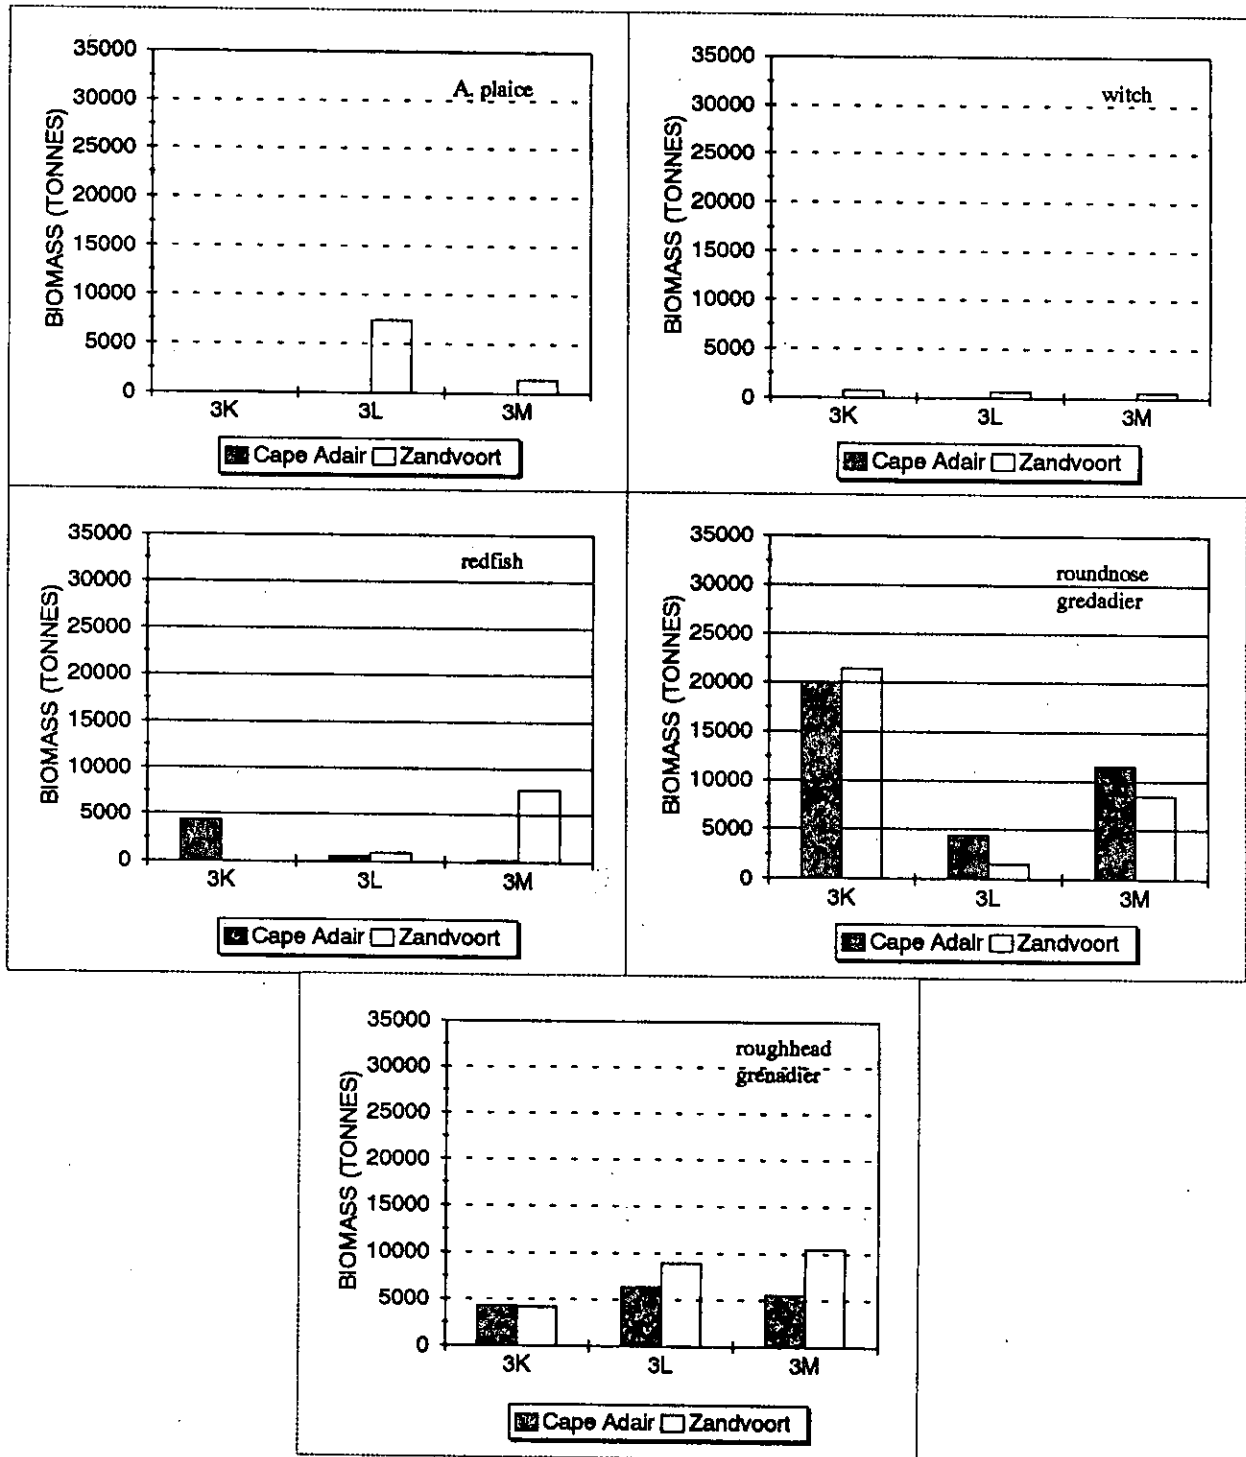 A. plaice
BIOMASS (TONNES)
35000
30000
25000
20000
15000
10000
5000
0
3K 3L 3M
Cape Adair Zandvoort
witch
BIOMASS (TONNES)
35000
30000
25000
20000
15000
10000
5000
0
3K 3L 3M
Cape Adair Zandvoort
redfish
BIOMASS (TONNES)
35000
30000
25000
20000
15000
10000
5000
0
3K 3L 3M
Cape Adair Zandvoort
roundnose
gredadier
BIOMASS (TONNES)
35000
30000
25000
20000
15000
10000
5000
0
3K 3L 3M
Cape Adair Zandvoort
roughhead
grenadier
BIOMASS (TONNES)
35000
30000
25000
20000
15000
10000
5000
0
3K 3L 3M
Cape Adair Zandvoort